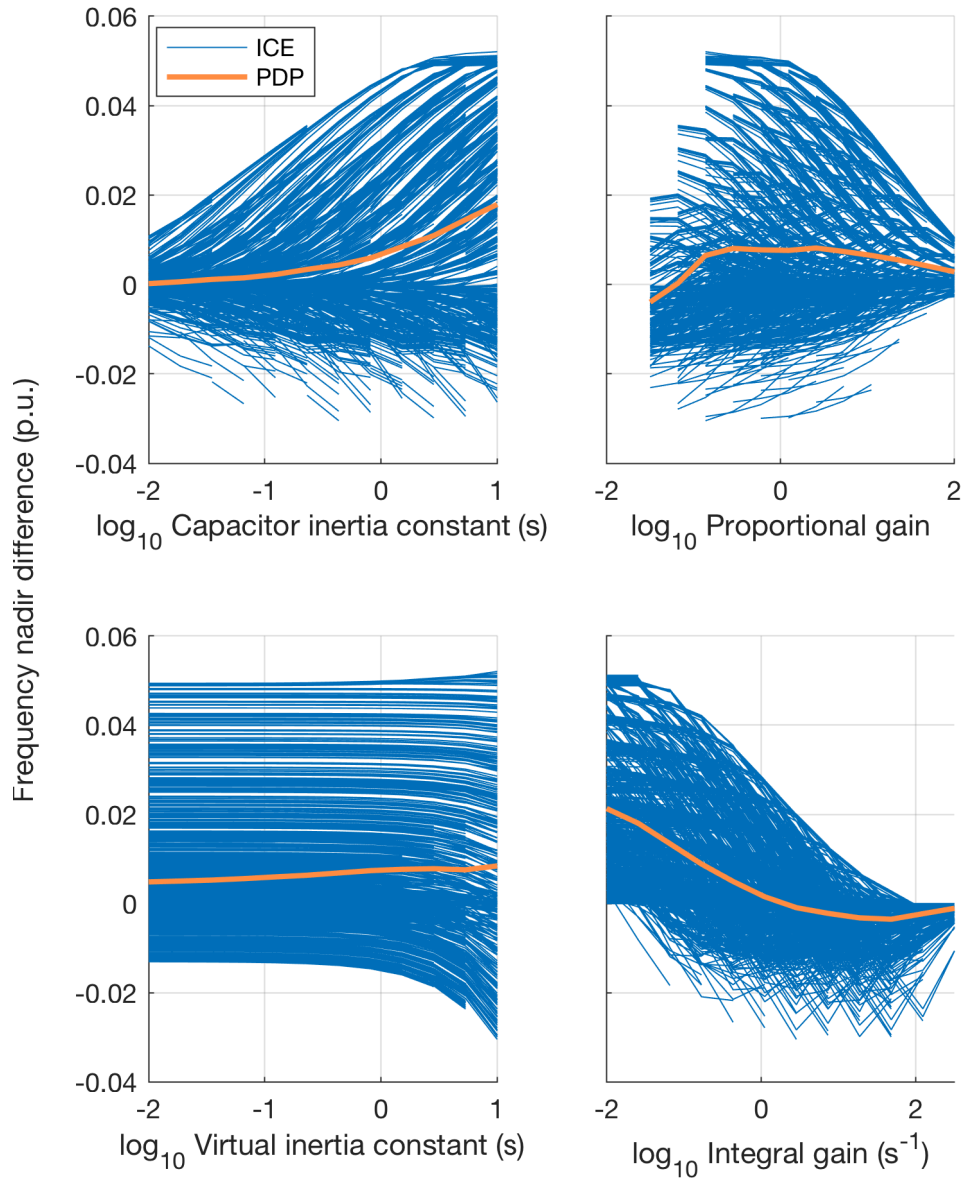 Frequency nadir difference (p.u.)
0.06
0.04
0.02
0
-0.02
-0.04
ICE
PDP
-2 -1 0 1
log10 Capacitor inertia constant (s)
-2 0 2
log10 Proportional gain
0.06
0.04
0.02
0
-0.02
-0.04
-2 -1 0 1
log10 Virtual inertia constant (s)
-2 0 2
log10 Integral gain (s-1)